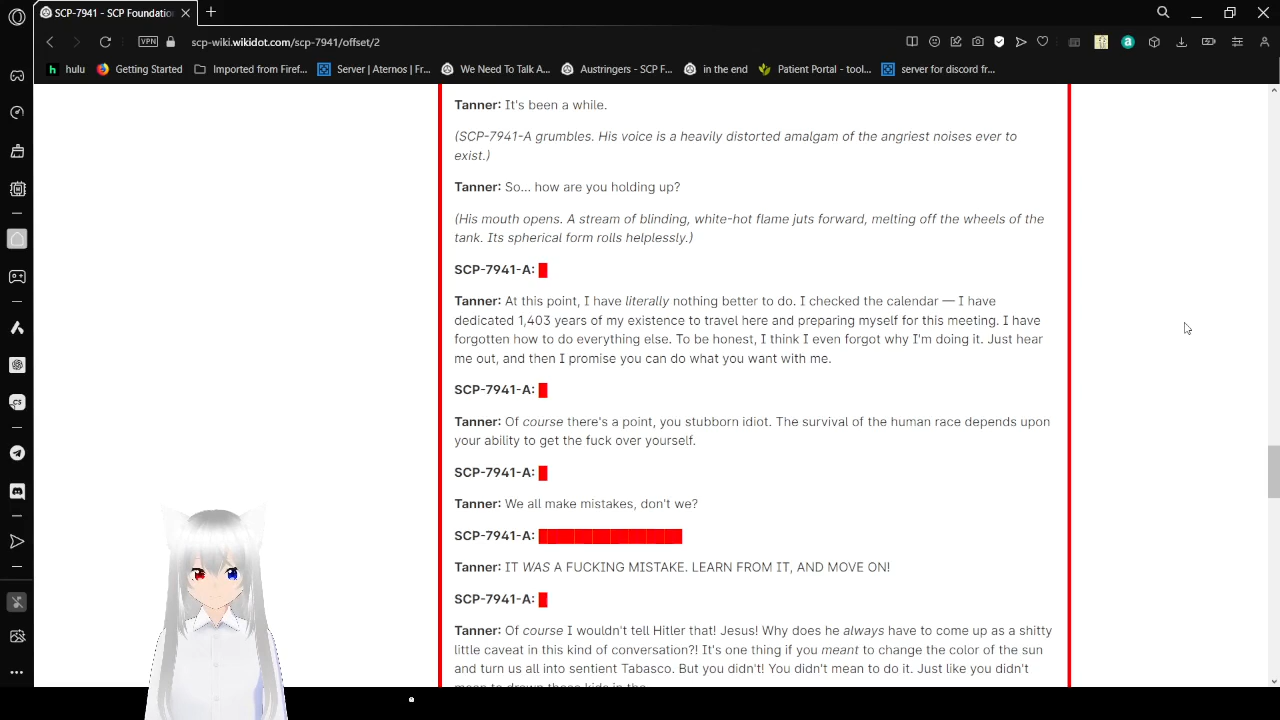 SCP-7941 - SCP Foundatio
scp-wiki.wikidot.com/scp-7941/offset/2
VPN
hulu
Getting Started
Imported from Firef...
Server | Aternos | Fr...
We Need To Talk A...
Austringers - SCP F...
in the end
Patient Portal - tool...
server for discord fr...
Tanner: It's been a while.
(SCP-7941-A grumbles. His voice is a heavily distorted amalgam of the angriest noises ever to
exist.)
Tanner: So... how are you holding up?
(His mouth opens. A stream of blinding, white-hot flame juts forward, melting off the wheels of the
tank. Its spherical form rolls helplessly.)
SCP-7941-A: █
Tanner: At this point, I have literally nothing better to do. I checked the calendar — I have
dedicated 1,403 years of my existence to travel here and preparing myself for this meeting. I have
forgotten how to do everything else. To be honest, I think I even forgot why I'm doing it. Just hear
me out, and then I promise you can do what you want with me.
SCP-7941-A: █
Tanner: Of course there's a point, you stubborn idiot. The survival of the human race depends upon
your ability to get the fuck over yourself.
SCP-7941-A: █
Tanner: We all make mistakes, don't we?
SCP-7941-A: ████████████████
Tanner: IT WAS A FUCKING MISTAKE. LEARN FROM IT, AND MOVE ON!
SCP-7941-A: █
Tanner: Of course I wouldn't tell Hitler that! Jesus! Why does he always have to come up as a shitty
little caveat in this kind of conversation?! It's one thing if you meant to change the color of the sun
and turn us all into sentient Tabasco. But you didn't! You didn't mean to do it. Just like you didn't
mean to drown those kids in the